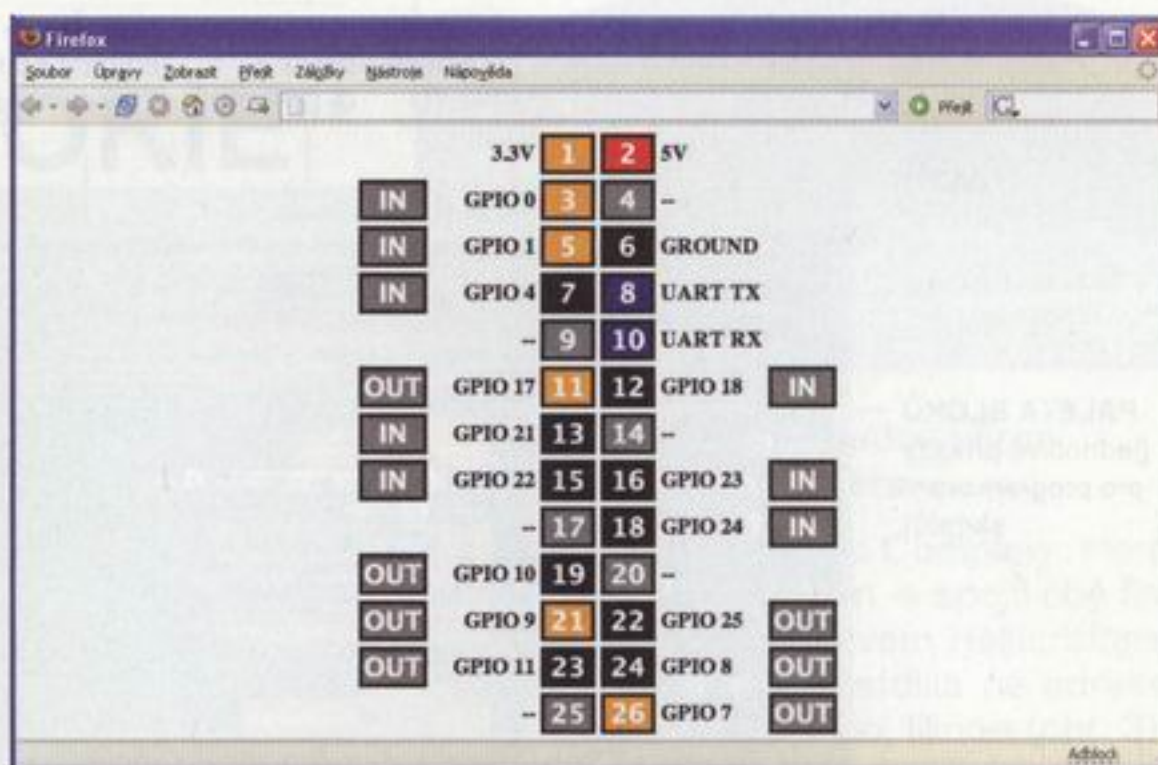 Firefox
Soubor Úpravy Zobrazit Přejít Záložky Nástroje Nápověda
Přejít
3.3V 1 2 5V
IN GPIO 0 3 4 --
IN GPIO 1 5 6 GROUND
IN GPIO 4 7 8 UART TX
-- 9 10 UART RX
OUT GPIO 17 11 12 GPIO 18 IN
IN GPIO 21 13 14 --
IN GPIO 22 15 16 GPIO 23 IN
-- 17 18 GPIO 24 IN
OUT GPIO 10 19 20 --
OUT GPIO 9 21 22 GPIO 25 OUT
OUT GPIO 11 23 24 GPIO 8 OUT
-- 25 26 GPIO 7 OUT
Adblock